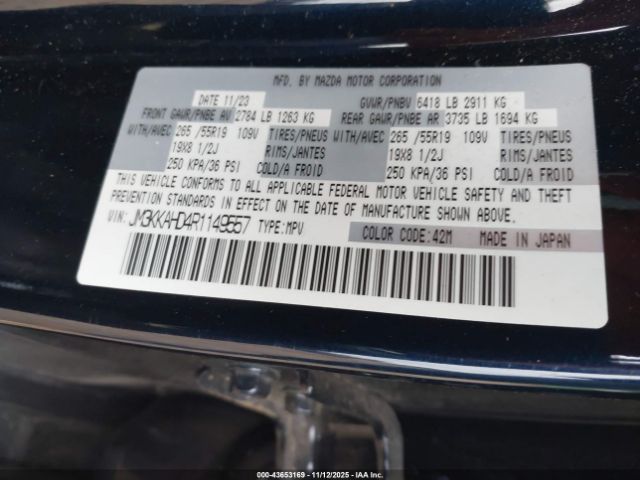 MFD. BY MAZDA MOTOR CORPORATION
DATE 11/23 GVWR/PNBV 6418 LB 2911 KG
FRONT GAWR/PNBE AV 2784 LB 1263 KG REAR GAWR/PNBE AR 3735 LB 1694 KG
WITH/AVEC 265 /55R19 109V TIRES/PNEUS WITH/AVEC 265 /55R19 109V TIRES/PNEUS
19X8 1/2J RIMS/JANTES 19X8 1/2J RIMS/JANTES
250 KPA/36 PSI COLD/A FROID 250 KPA/36 PSI COLD/A FROID
THIS VEHICLE CONFORMS TO ALL APPLICABLE FEDERAL MOTOR VEHICLE SAFETY AND THEFT
PREVENTION STANDARDS IN EFFECT ON THE DATE OF MANUFACTURE SHOWN ABOVE.
VIN: JM3KKAHD4R1149557 TYPE:MPV COLOR CODE:42M MADE IN JAPAN
000-43653169 - 11/12/2025 - IAA Inc.